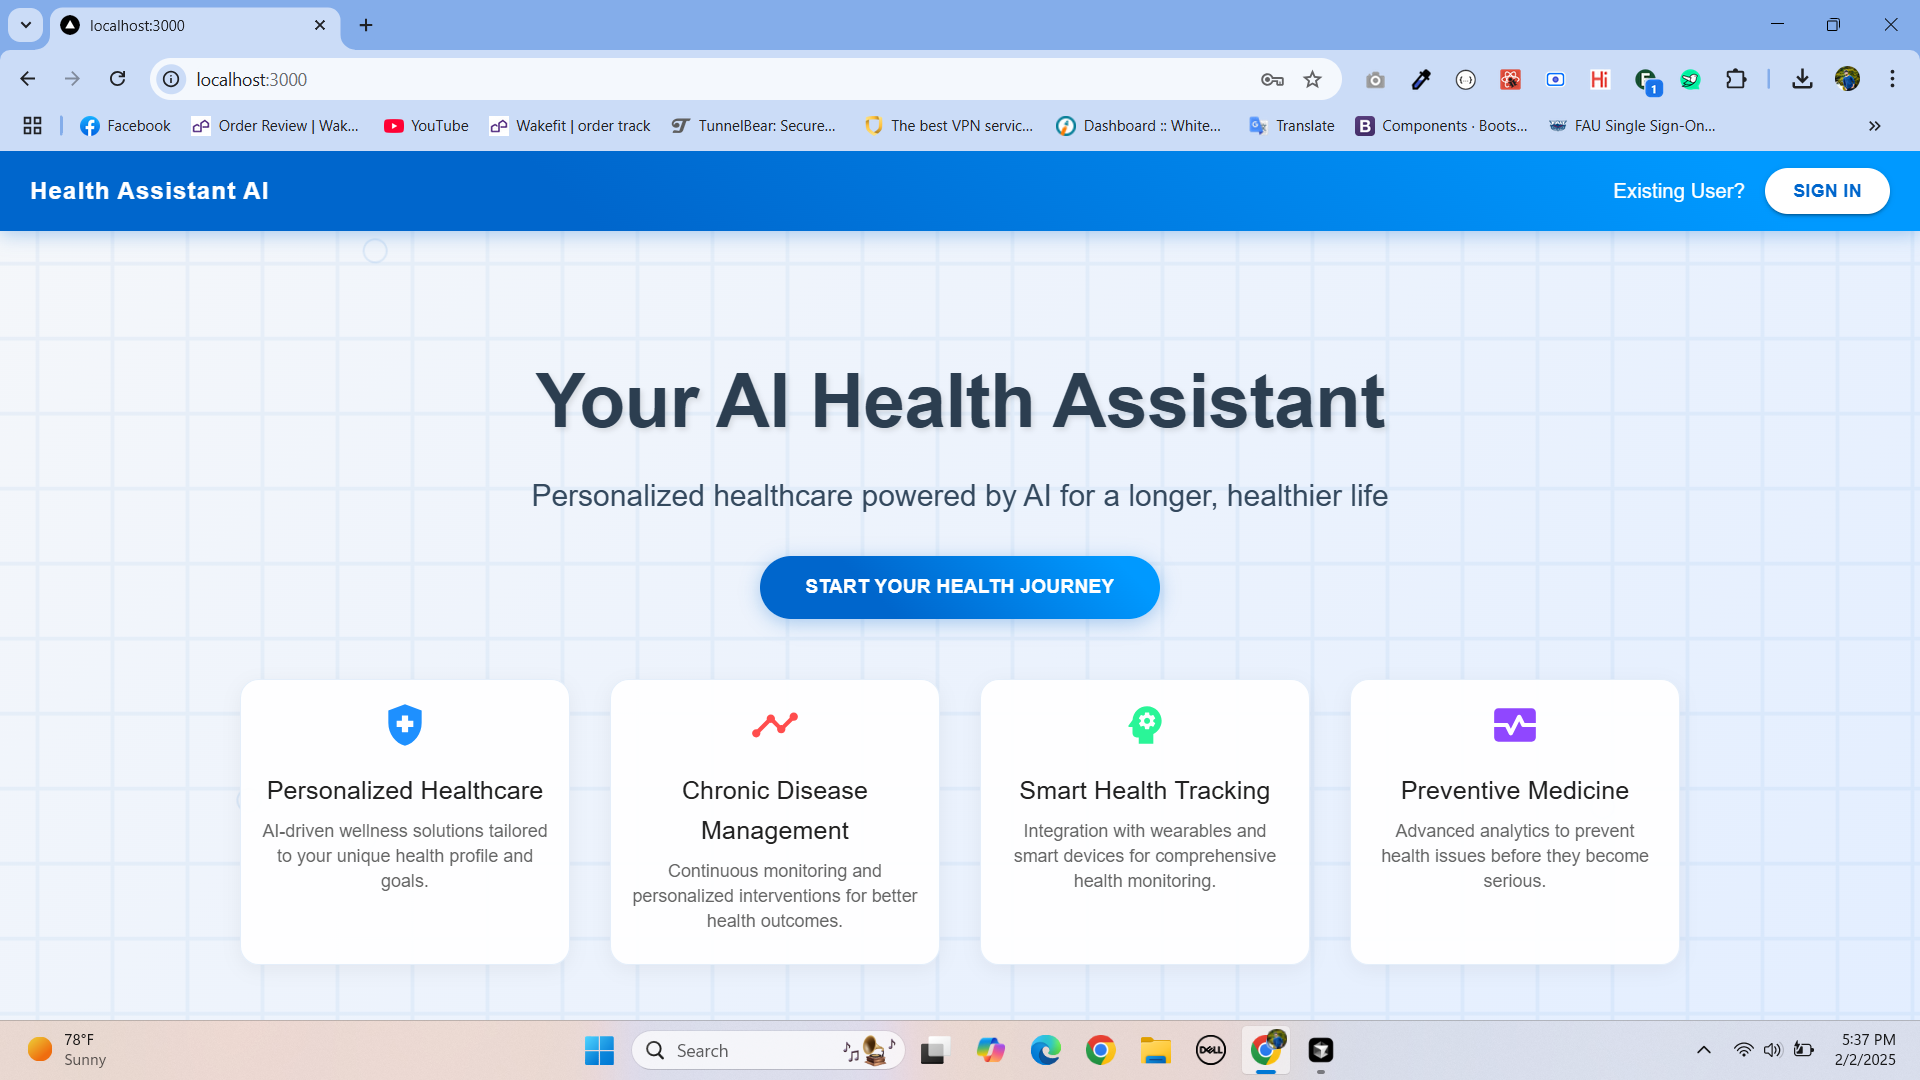 localhost:3000
localhost:3000
Hi
1
Facebook
Order Review | Wak...
YouTube
Wakefit | order track
TunnelBear: Secure...
The best VPN servic...
Dashboard :: White...
Translate
B
Components · Boots...
FAU Single Sign-On...
Health Assistant AI
Existing User?
SIGN IN
Your AI Health Assistant
Personalized healthcare powered by AI for a longer, healthier life
START YOUR HEALTH JOURNEY
Personalized Healthcare
AI-driven wellness solutions tailored
to your unique health profile and
goals.
Chronic Disease
Management
Continuous monitoring and
personalized interventions for better
health outcomes.
Smart Health Tracking
Integration with wearables and
smart devices for comprehensive
health monitoring.
Preventive Medicine
Advanced analytics to prevent
health issues before they become
serious.
78°F
Sunny
Search
DELL
5:37 PM
2/2/2025